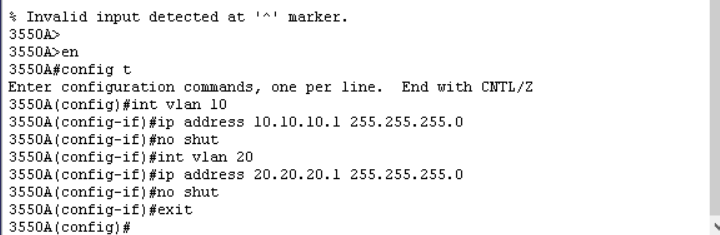 % Invalid input detected at '^' marker.
3550A>
3550A>en
3550A#config t
Enter configuration commands, one per line.  End with CNTL/Z
3550A(config)#int vlan 10
3550A(config-if)#ip address 10.10.10.1 255.255.255.0
3550A(config-if)#no shut
3550A(config-if)#int vlan 20
3550A(config-if)#ip address 20.20.20.1 255.255.255.0
3550A(config-if)#no shut
3550A(config-if)#exit
3550A(config)#